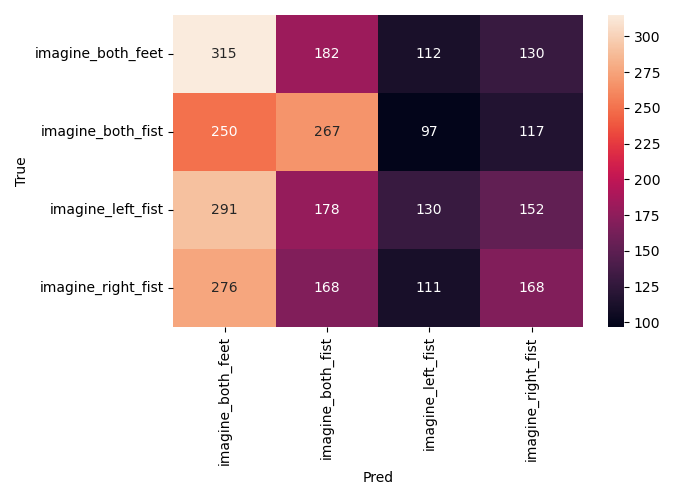 imagine_both_feet 315 182 112 130
imagine_both_fist 250 267 97 117
imagine_left_fist 291 178 130 152
imagine_right_fist 276 168 111 168
True
imagine_both_feet
imagine_both_fist
imagine_left_fist
imagine_right_fist
Pred
300
275
250
225
200
175
150
125
100